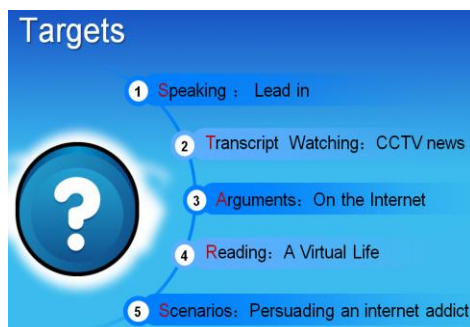 Targets
1 Speaking： Lead in
2 Transcript Watching：CCTV news
3 Arguments：On the Internet
?
4 Reading：A Virtual Life
5 Scenarios：Persuading an internet addict